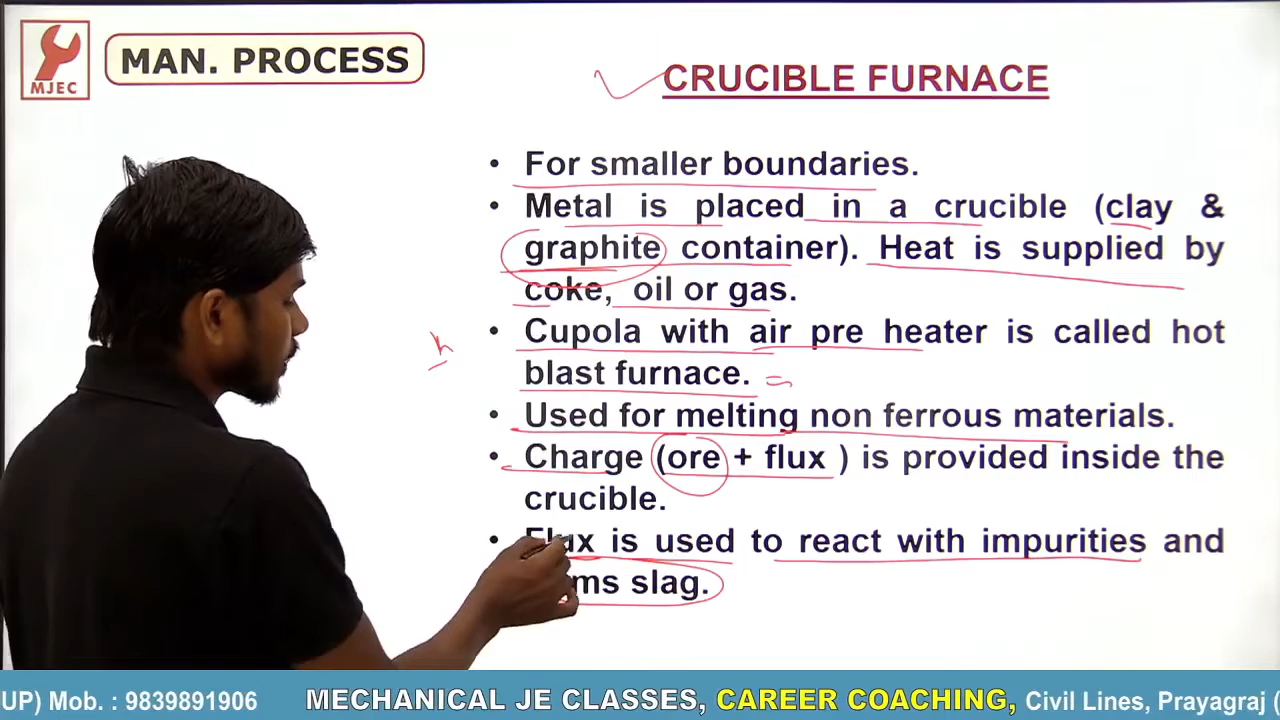 MJEC
MAN. PROCESS
CRUCIBLE FURNACE
• For smaller boundaries.
• Metal is placed in a crucible (clay &
graphite container). Heat is supplied by
coke, oil or gas.
• Cupola with air pre heater is called hot
blast furnace.
h
• Used for melting non ferrous materials.
• Charge (ore + flux ) is provided inside the
crucible.
• Flux is used to react with impurities and
ms slag.
UP) Mob. : 9839891906 MECHANICAL JE CLASSES, CAREER COACHING, Civil Lines, Prayagraj (